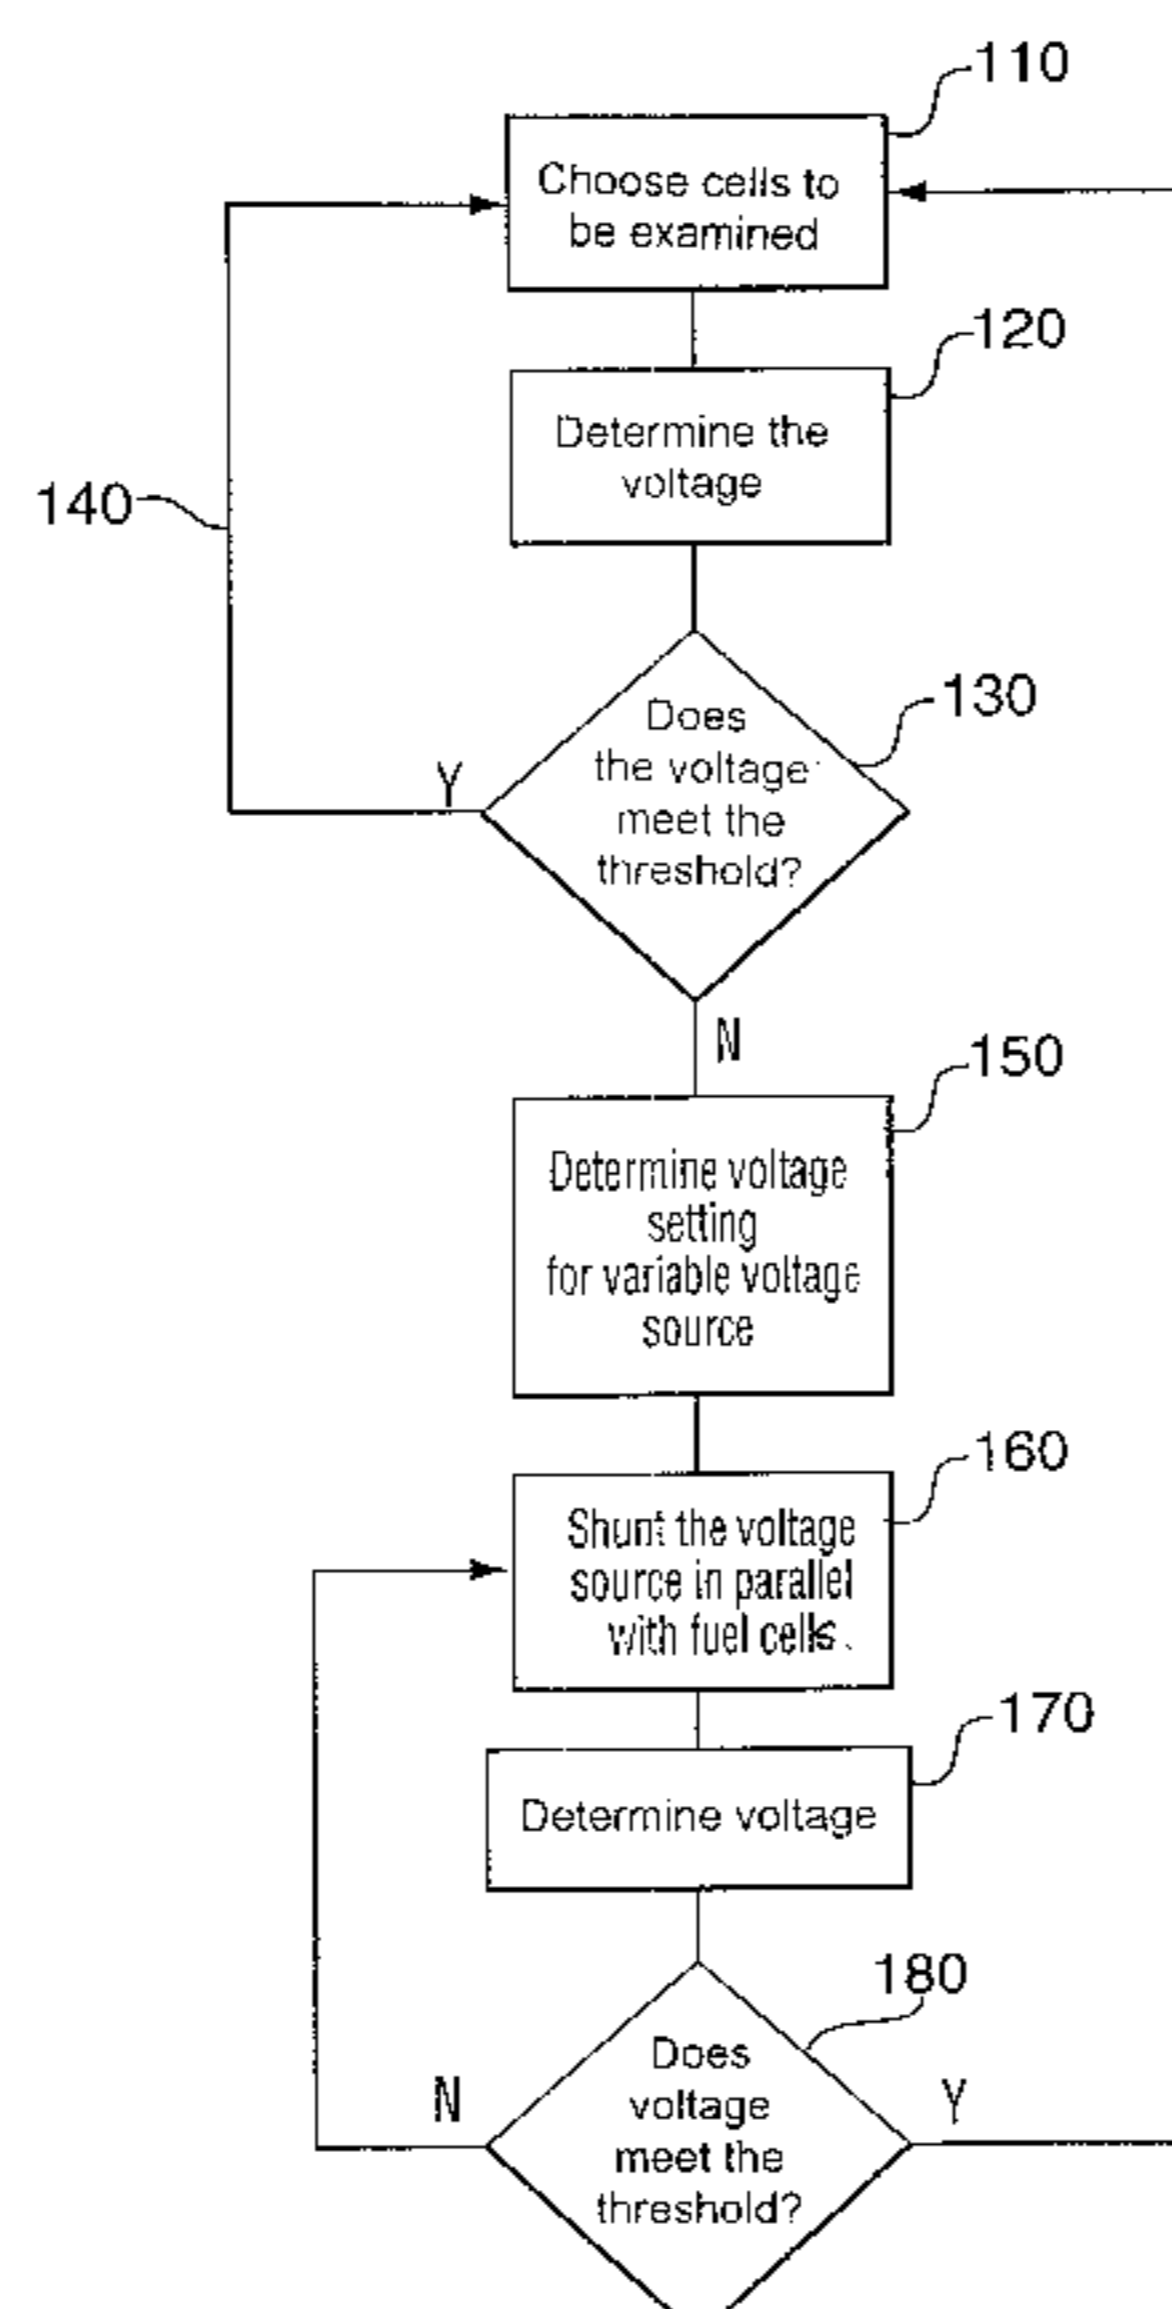 110
Choose cells to
be examined
120
Determine the
voltage
140
130
Does
the voltage
meet the
threshold?
Y
N
150
Determine voltage
setting
for variable voltage
source
160
Shunt the voltage
source in parallel
with fuel cells.
170
Determine voltage
180
Does
voltage
meet the
threshold?
N
Y